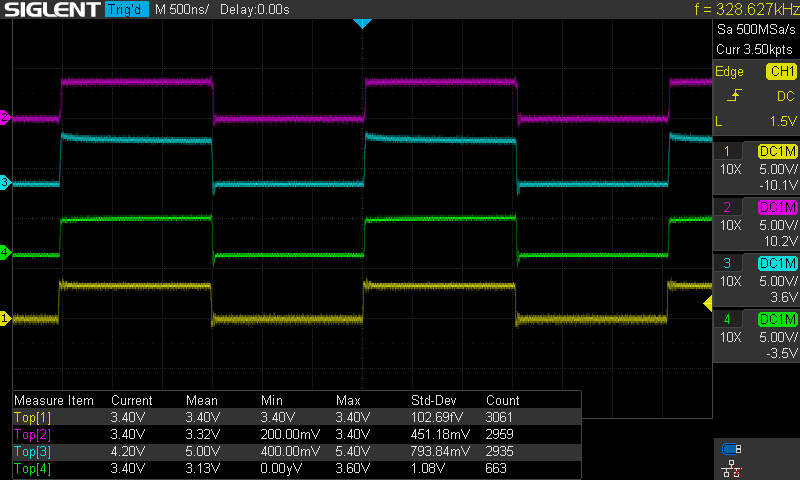 SIGLENT Trig'd M 500ns/ Delay:0.00s f = 328.627kHz
Sa 500MSa/s
Curr 3.50kpts
Edge CH1
DC
L 1.5V
1 DC1M
10X 5.00V/
-10.1V
2 DC1M
10X 5.00V/
10.2V
3 DC1M
10X 5.00V/
3.6V
4 DC1M
10X 5.00V/
-3.5V
2
3
4
1
Measure Item Current Mean Min Max Std-Dev Count
Top[1] 3.40V 3.40V 3.40V 3.40V 102.69fV 3061
Top[2] 3.40V 3.32V 200.00mV 3.40V 451.18mV 2959
Top[3] 4.20V 5.00V 400.00mV 5.40V 793.84mV 2935
Top[4] 3.40V 3.13V 0.00yV 3.60V 1.08V 663